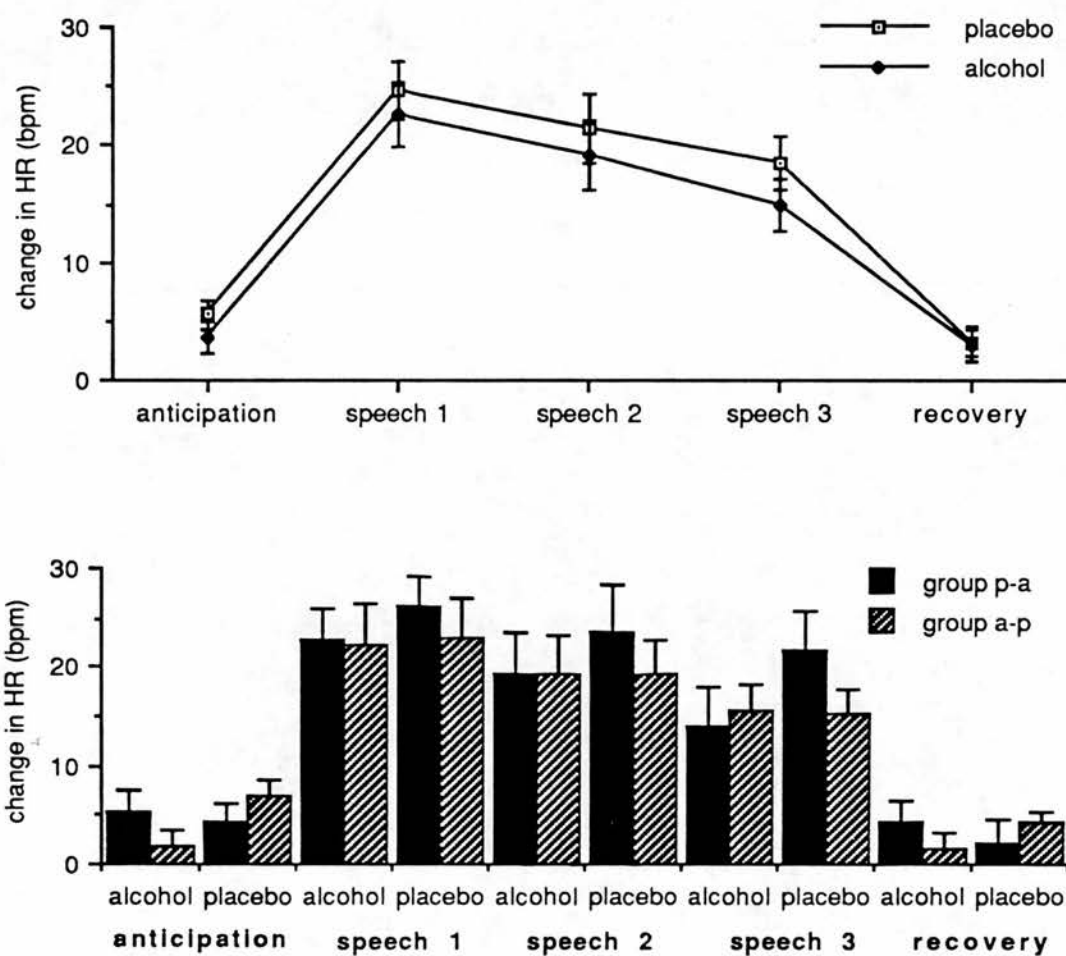 30
placebo
alcohol
change in HR (bpm)
20
10
0
anticipation speech 1 speech 2 speech 3 recovery
30
group p-a
group a-p
change in HR (bpm)
20
10
0
alcohol placebo alcohol placebo alcohol placebo alcohol placebo alcohol placebo
anticipation speech 1 speech 2 speech 3 recovery